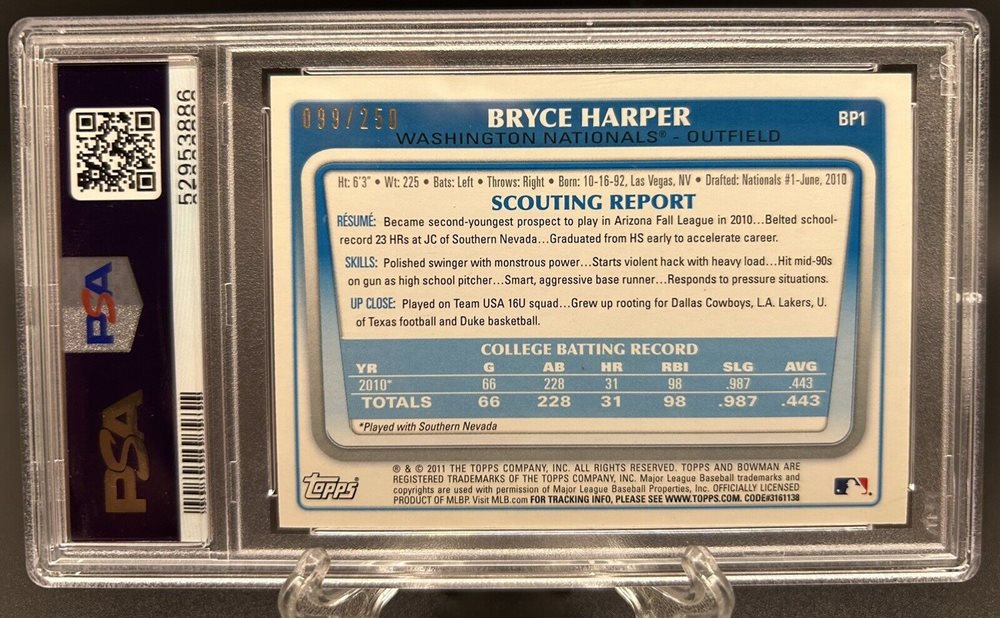 52953886
PSA
PSA
099/250
BRYCE HARPER
BP1
WASHINGTON NATIONALS® - OUTFIELD
Ht: 6'3" • Wt: 225 • Bats: Left • Throws: Right • Born: 10-16-92, Las Vegas, NV • Drafted: Nationals #1-June, 2010
SCOUTING REPORT
RÉSUMÉ: Became second-youngest prospect to play in Arizona Fall League in 2010...Belted school-
record 23 HRs at JC of Southern Nevada...Graduated from HS early to accelerate career.
SKILLS: Polished swinger with monstrous power...Starts violent hack with heavy load...Hit mid-90s
on gun as high school pitcher...Smart, aggressive base runner...Responds to pressure situations.
UP CLOSE: Played on Team USA 16U squad...Grew up rooting for Dallas Cowboys, L.A. Lakers, U.
of Texas football and Duke basketball.
COLLEGE BATTING RECORD
YR G AB HR RBI SLG AVG
2010* 66 228 31 98 .987 .443
TOTALS 66 228 31 98 .987 .443
*Played with Southern Nevada
® & © 2011 THE TOPPS COMPANY, INC. ALL RIGHTS RESERVED. TOPPS AND BOWMAN ARE
REGISTERED TRADEMARKS OF THE TOPPS COMPANY, INC. Major League Baseball trademarks and
copyrights are used with permission of Major League Baseball Properties, Inc. OFFICIALLY LICENSED
PRODUCT OF MLBP. Visit MLB.com FOR TRACKING INFO, PLEASE SEE WWW.TOPPS.COM. CODE#3161138
Topps